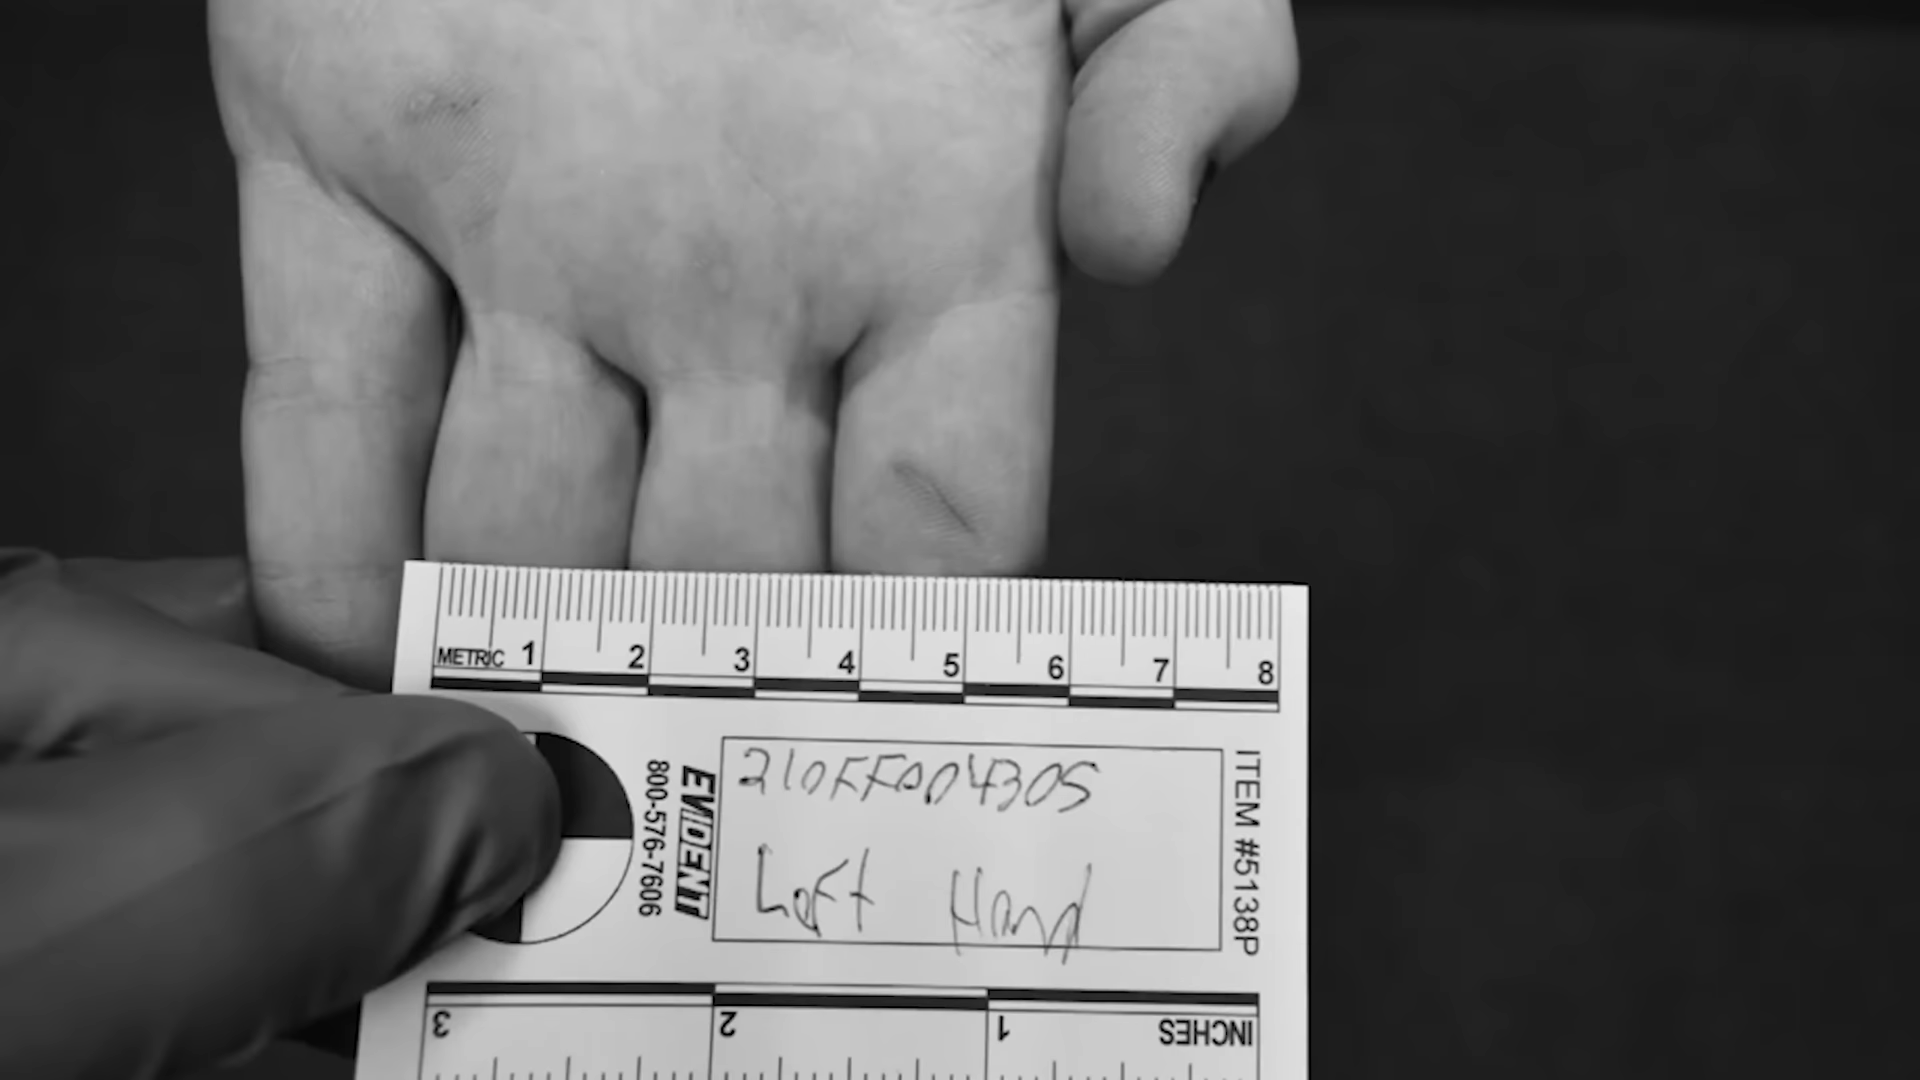 METRIC 1 2 3 4 5 6 7 8
21OFF004305
Left Hand
EVIDENT
800-576-7606
ITEM #5138P
INCHES 1 2 3